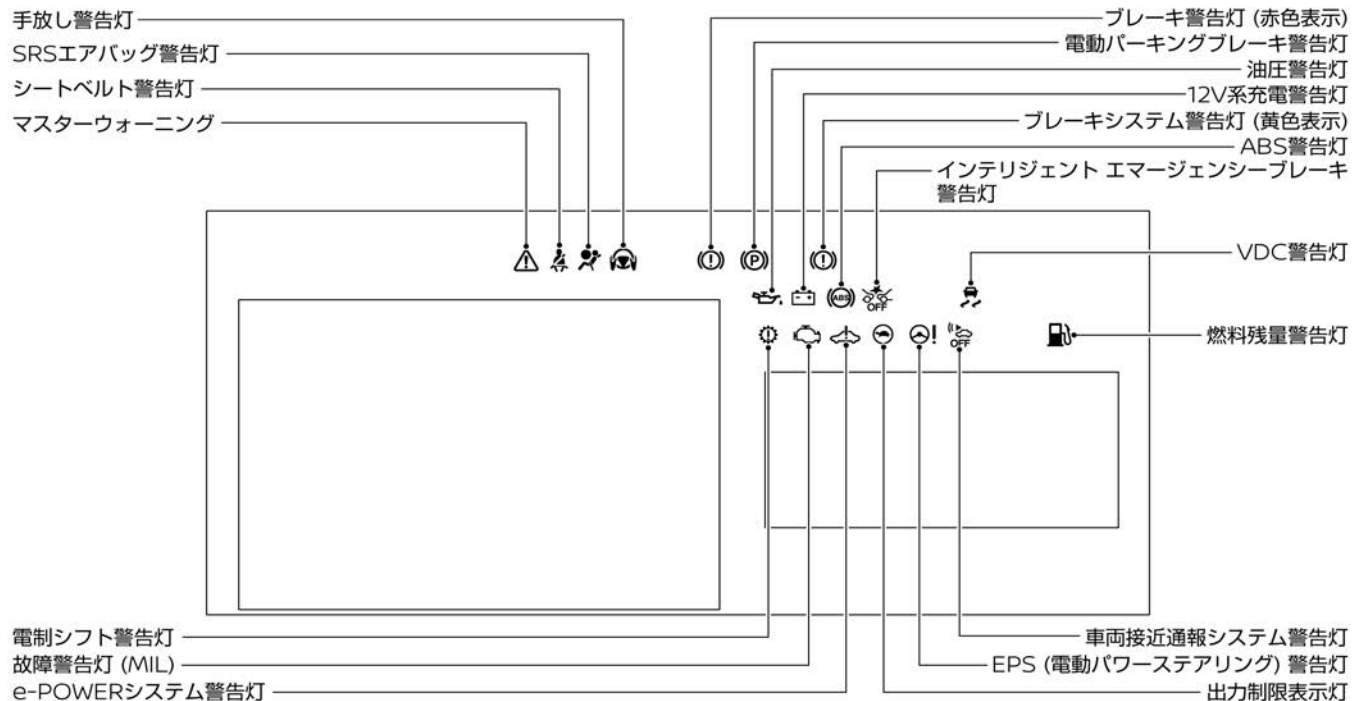 手放し警告灯
SRSエアバッグ警告灯
シートベルト警告灯
マスターウォーニング
ブレーキ警告灯 (赤色表示)
電動パーキングブレーキ警告灯
油圧警告灯
12V系充電警告灯
ブレーキシステム警告灯 (黄色表示)
ABS警告灯
インテリジェント エマージェンシーブレーキ
警告灯
VDC警告灯
燃料残量警告灯
P
ABS
OFF
OFF
電制シフト警告灯
故障警告灯 (MIL)
e-POWERシステム警告灯
車両接近通報システム警告灯
EPS (電動パワーステアリング) 警告灯
出力制限表示灯